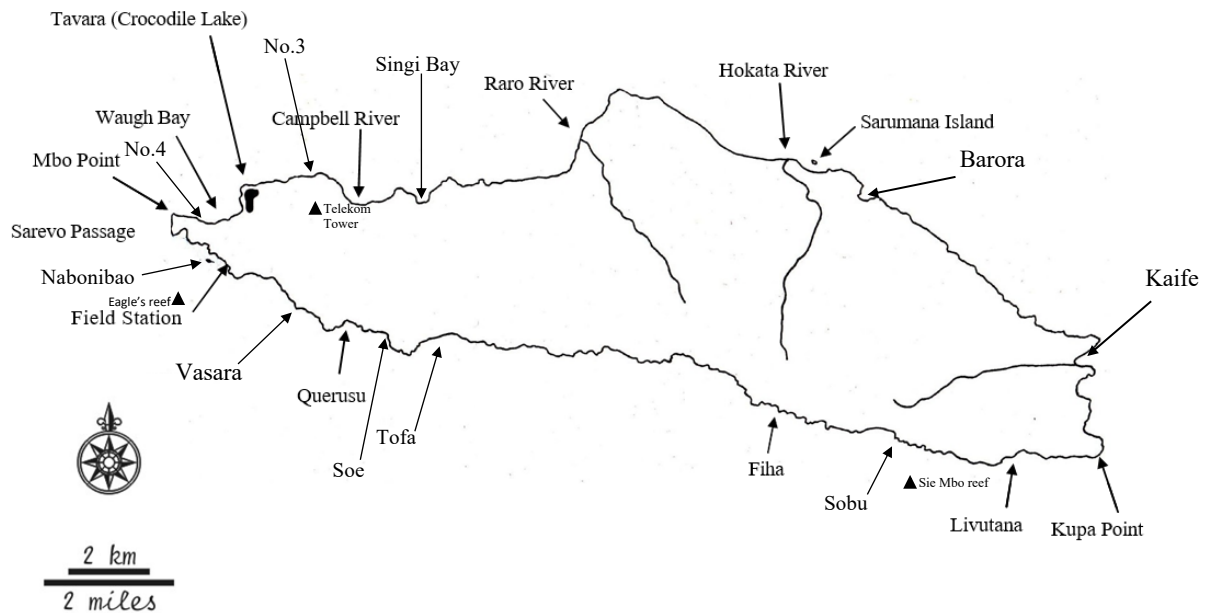 Tavara (Crocodile Lake)
No.3
Singi Bay
Raro River
Hokata River
Waugh Bay
Campbell River
Sarumana Island
No.4
Mbo Point
Barora
Telekom
Tower
Sarevo Passage
Nabonibao
Kaife
Eagle's reef
Field Station
Vasara
Querusu
Tofa
Soe
Fiha
Sobu
Sie Mbo reef
Livutana
Kupa Point
2 km
2 miles